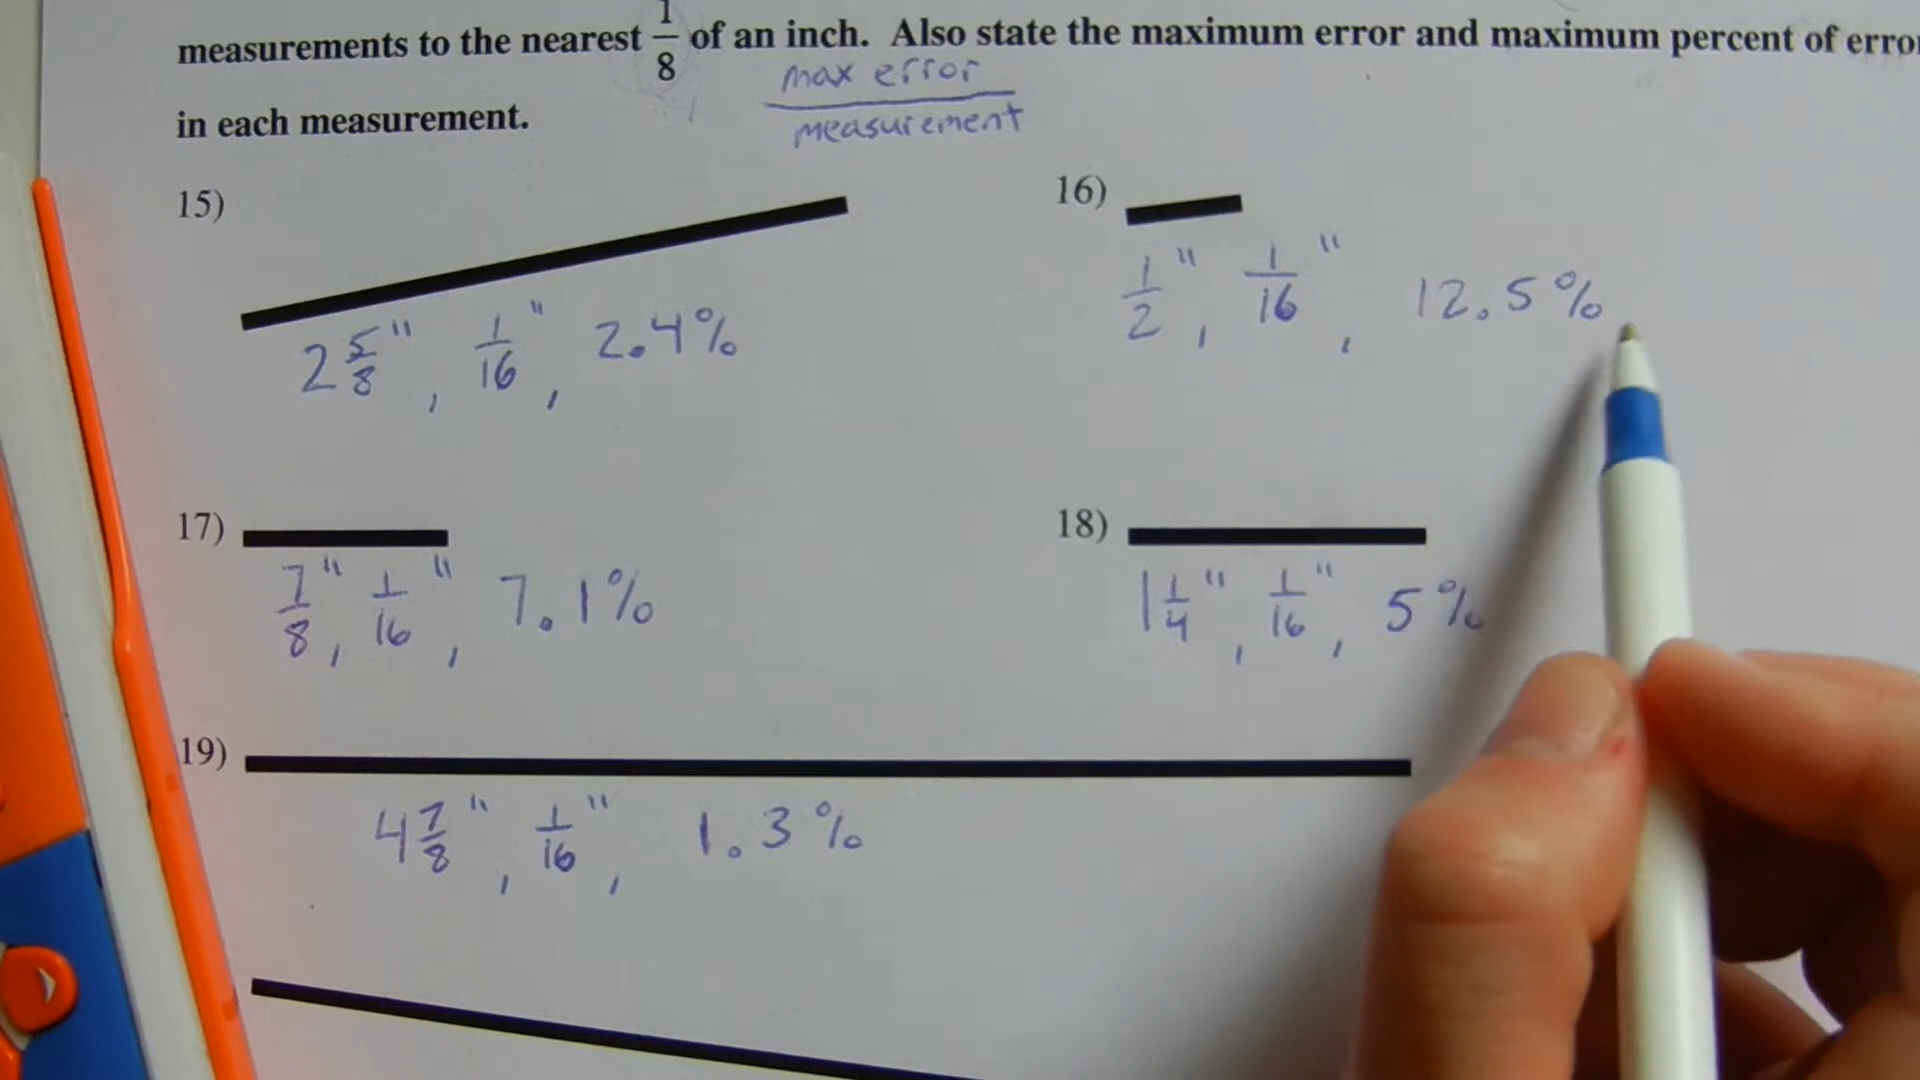 measurements to the nearest 1/8 of an inch. Also state the maximum error and maximum percent of error
max error
in each measurement.
measurement
15)
16)
2 5/8", 1/16", 2.4%
1/2", 1/16", 12.5%
17)
18)
7/8", 1/16", 7.1%
1 1/4", 1/16", 5%
19)
4 7/8", 1/16", 1.3%